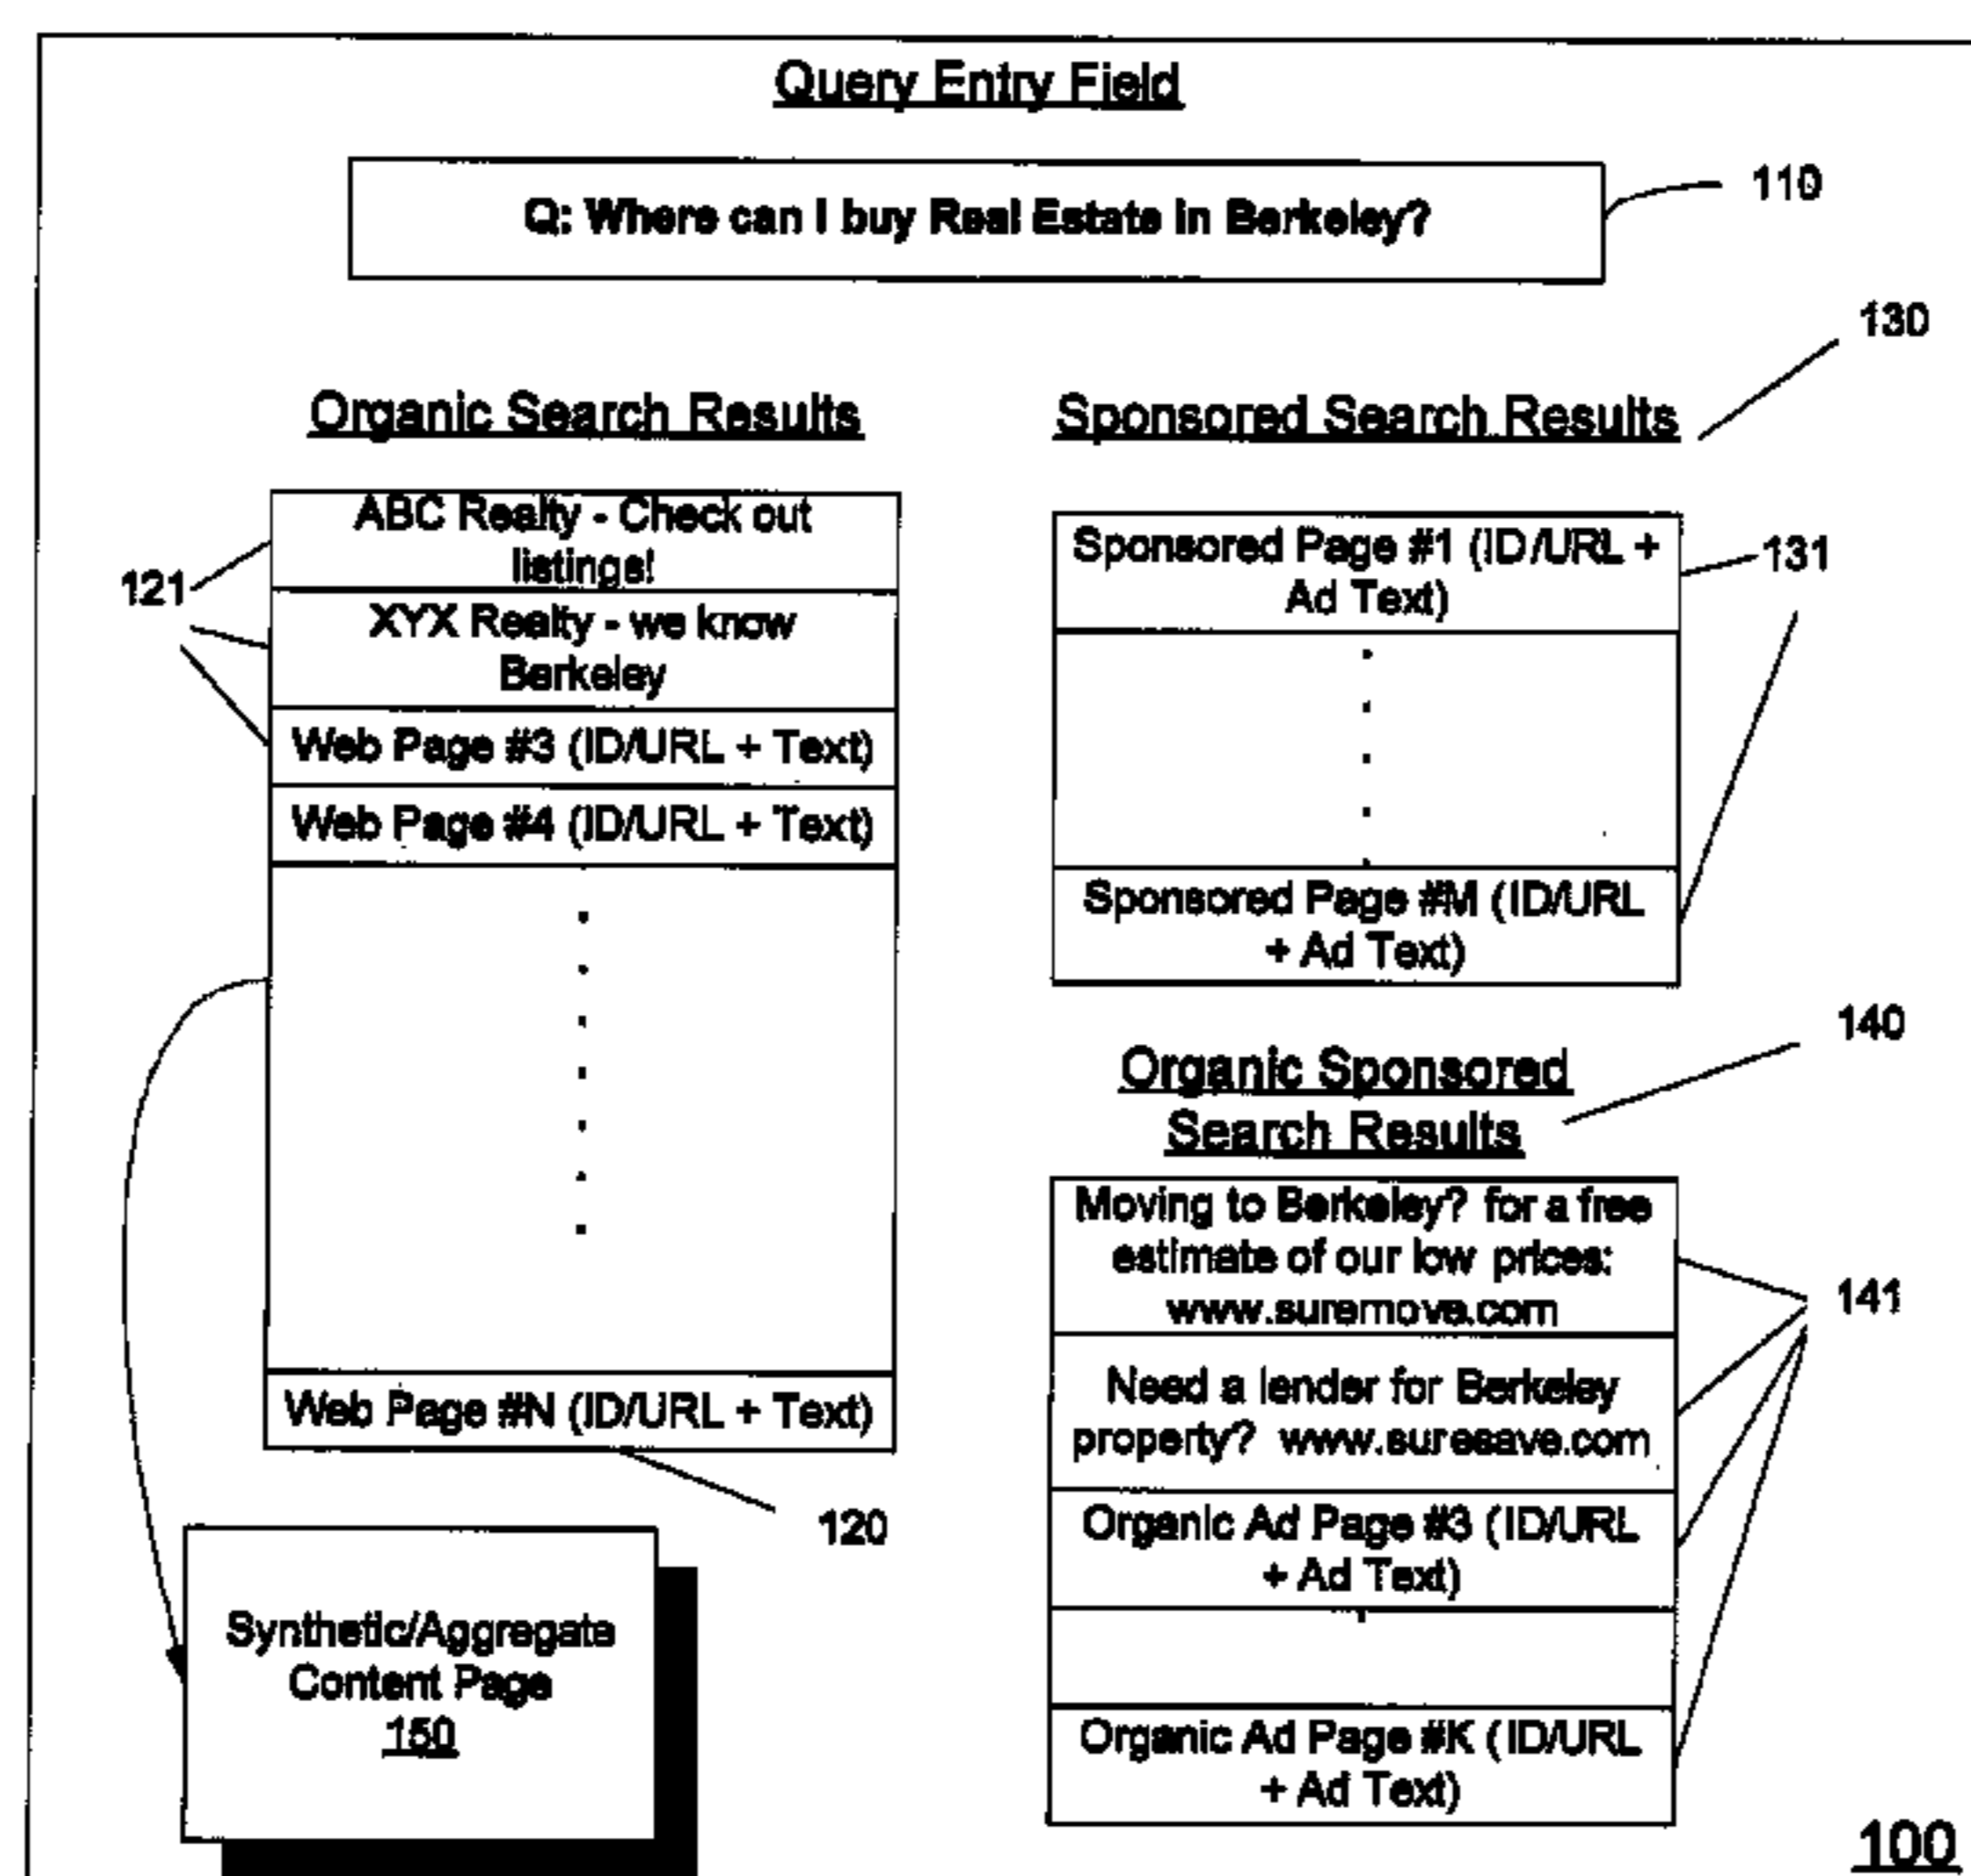 Query Entry Field
Q: Where can I buy Real Estate in Berkeley?
110
130
Organic Search Results
ABC Realty - Check out
listings!
XYX Realty - we know
Berkeley
Web Page #3 (ID/URL + Text)
Web Page #4 (ID/URL + Text)
Web Page #N (ID/URL + Text)
121
120
Sponsored Search Results
Sponsored Page #1 (ID/URL +
Ad Text)
Sponsored Page #M (ID/URL
+ Ad Text)
131
140
Organic Sponsored
Search Results
Moving to Berkeley? for a free
estimate of our low prices:
www.suremove.com
Need a lender for Berkeley
property? www.suresave.com
Organic Ad Page #3 (ID/URL
+ Ad Text)
Organic Ad Page #K (ID/URL
+ Ad Text)
141
Synthetic/Aggregate
Content Page
150
100